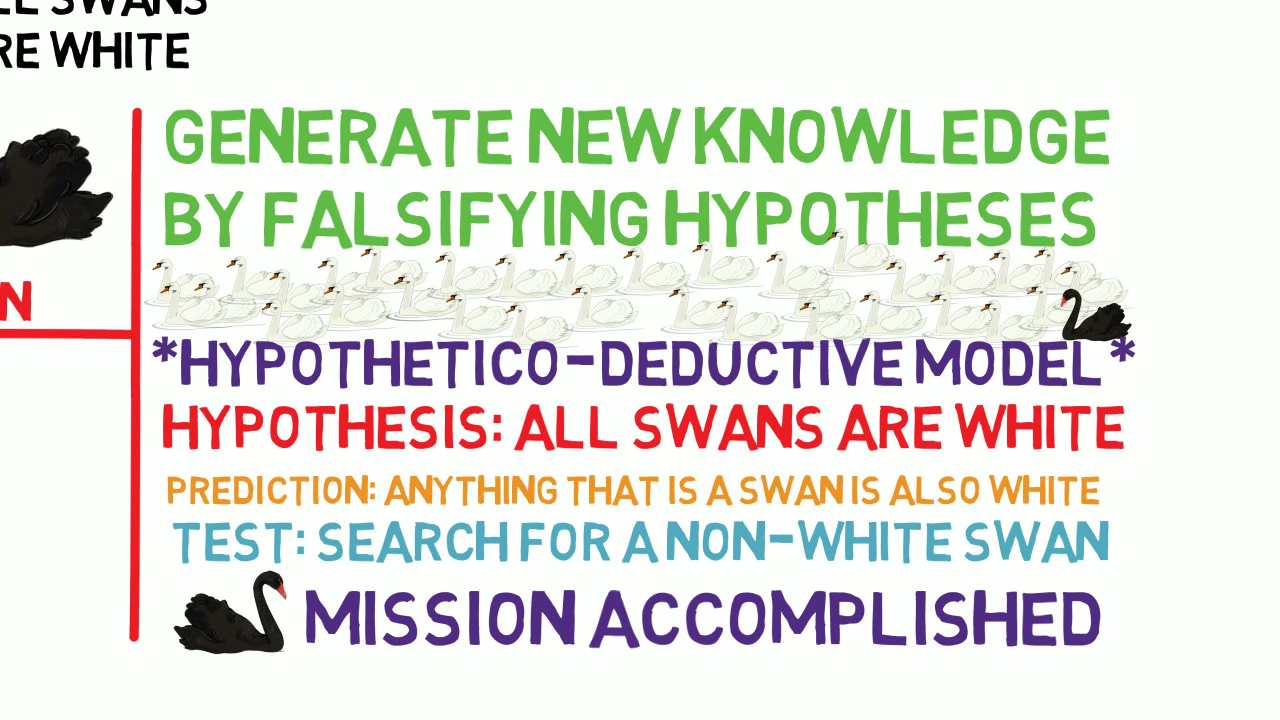 SWANS
RE WHITE
GENERATE NEW KNOWLEDGE
BY FALSIFYING HYPOTHESES
N
*HYPOTHETICO-DEDUCTIVE MODEL*
HYPOTHESIS: ALL SWANS ARE WHITE
PREDICTION: ANYTHING THAT IS A SWAN IS ALSO WHITE
TEST: SEARCH FOR A NON-WHITE SWAN
MISSION ACCOMPLISHED